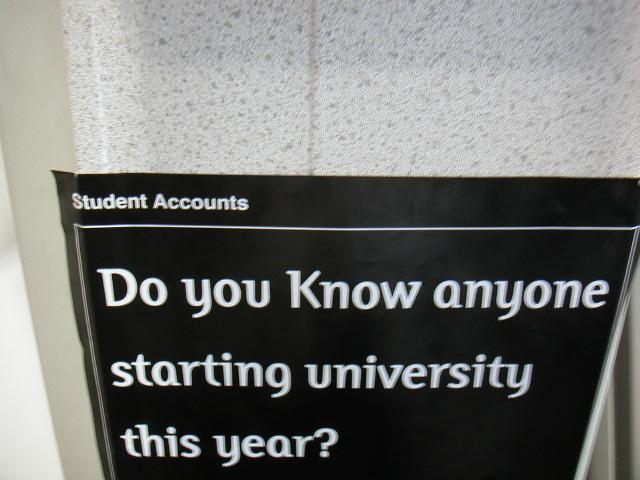 Student Accounts
Do you Know anyone
starting university
this year?